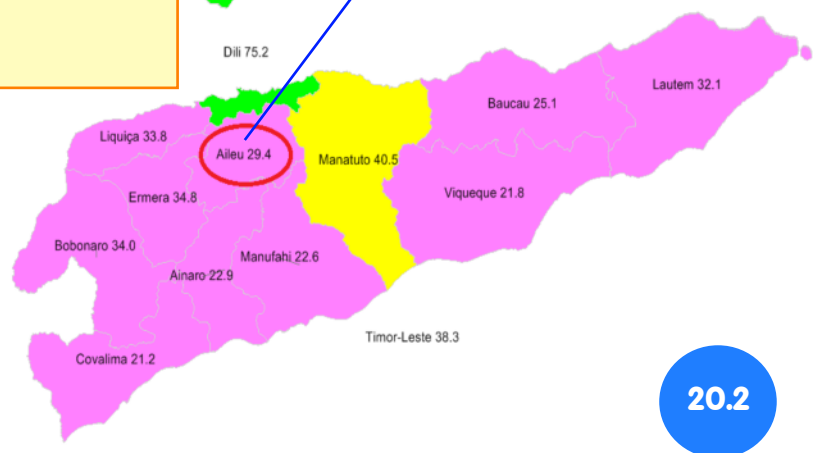 Dili 75.2
Lautem 32.1
Baucau 25.1
Liquiça 33.8
Aileu 29.4
Manatuto 40.5
Ermera 34.8
Viqueque 21.8
Bobonaro 34.0
Manufahi 22.6
Ainaro 22.9
Timor-Leste 38.3
Covalima 21.2
20.2